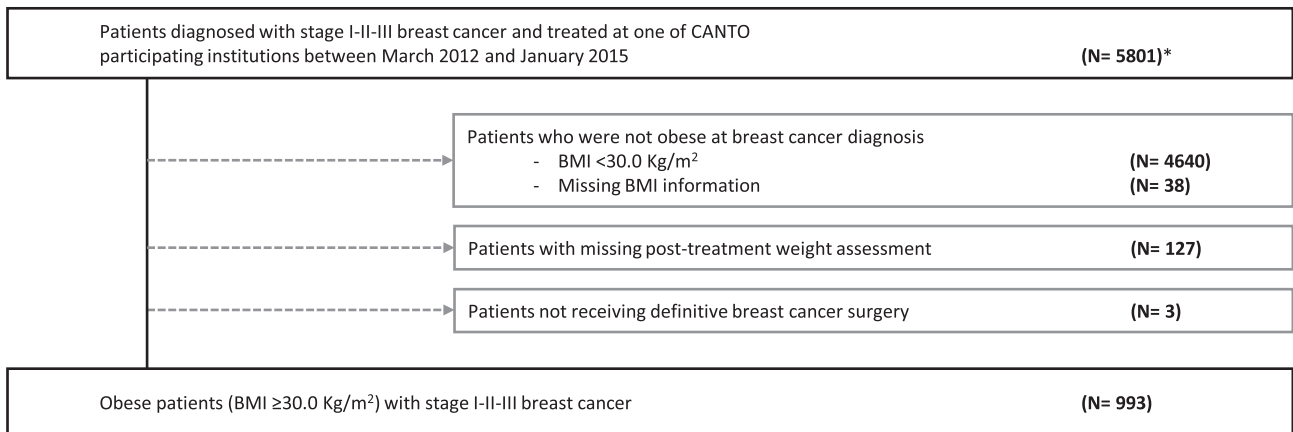 Patients diagnosed with stage I-II-III breast cancer and treated at one of CANTO
participating institutions between March 2012 and January 2015 (N= 5801)*
Patients who were not obese at breast cancer diagnosis
- BMI <30.0 Kg/m² (N= 4640)
- Missing BMI information (N= 38)
Patients with missing post-treatment weight assessment (N= 127)
Patients not receiving definitive breast cancer surgery (N= 3)
Obese patients (BMI ≥30.0 Kg/m²) with stage I-II-III breast cancer (N= 993)